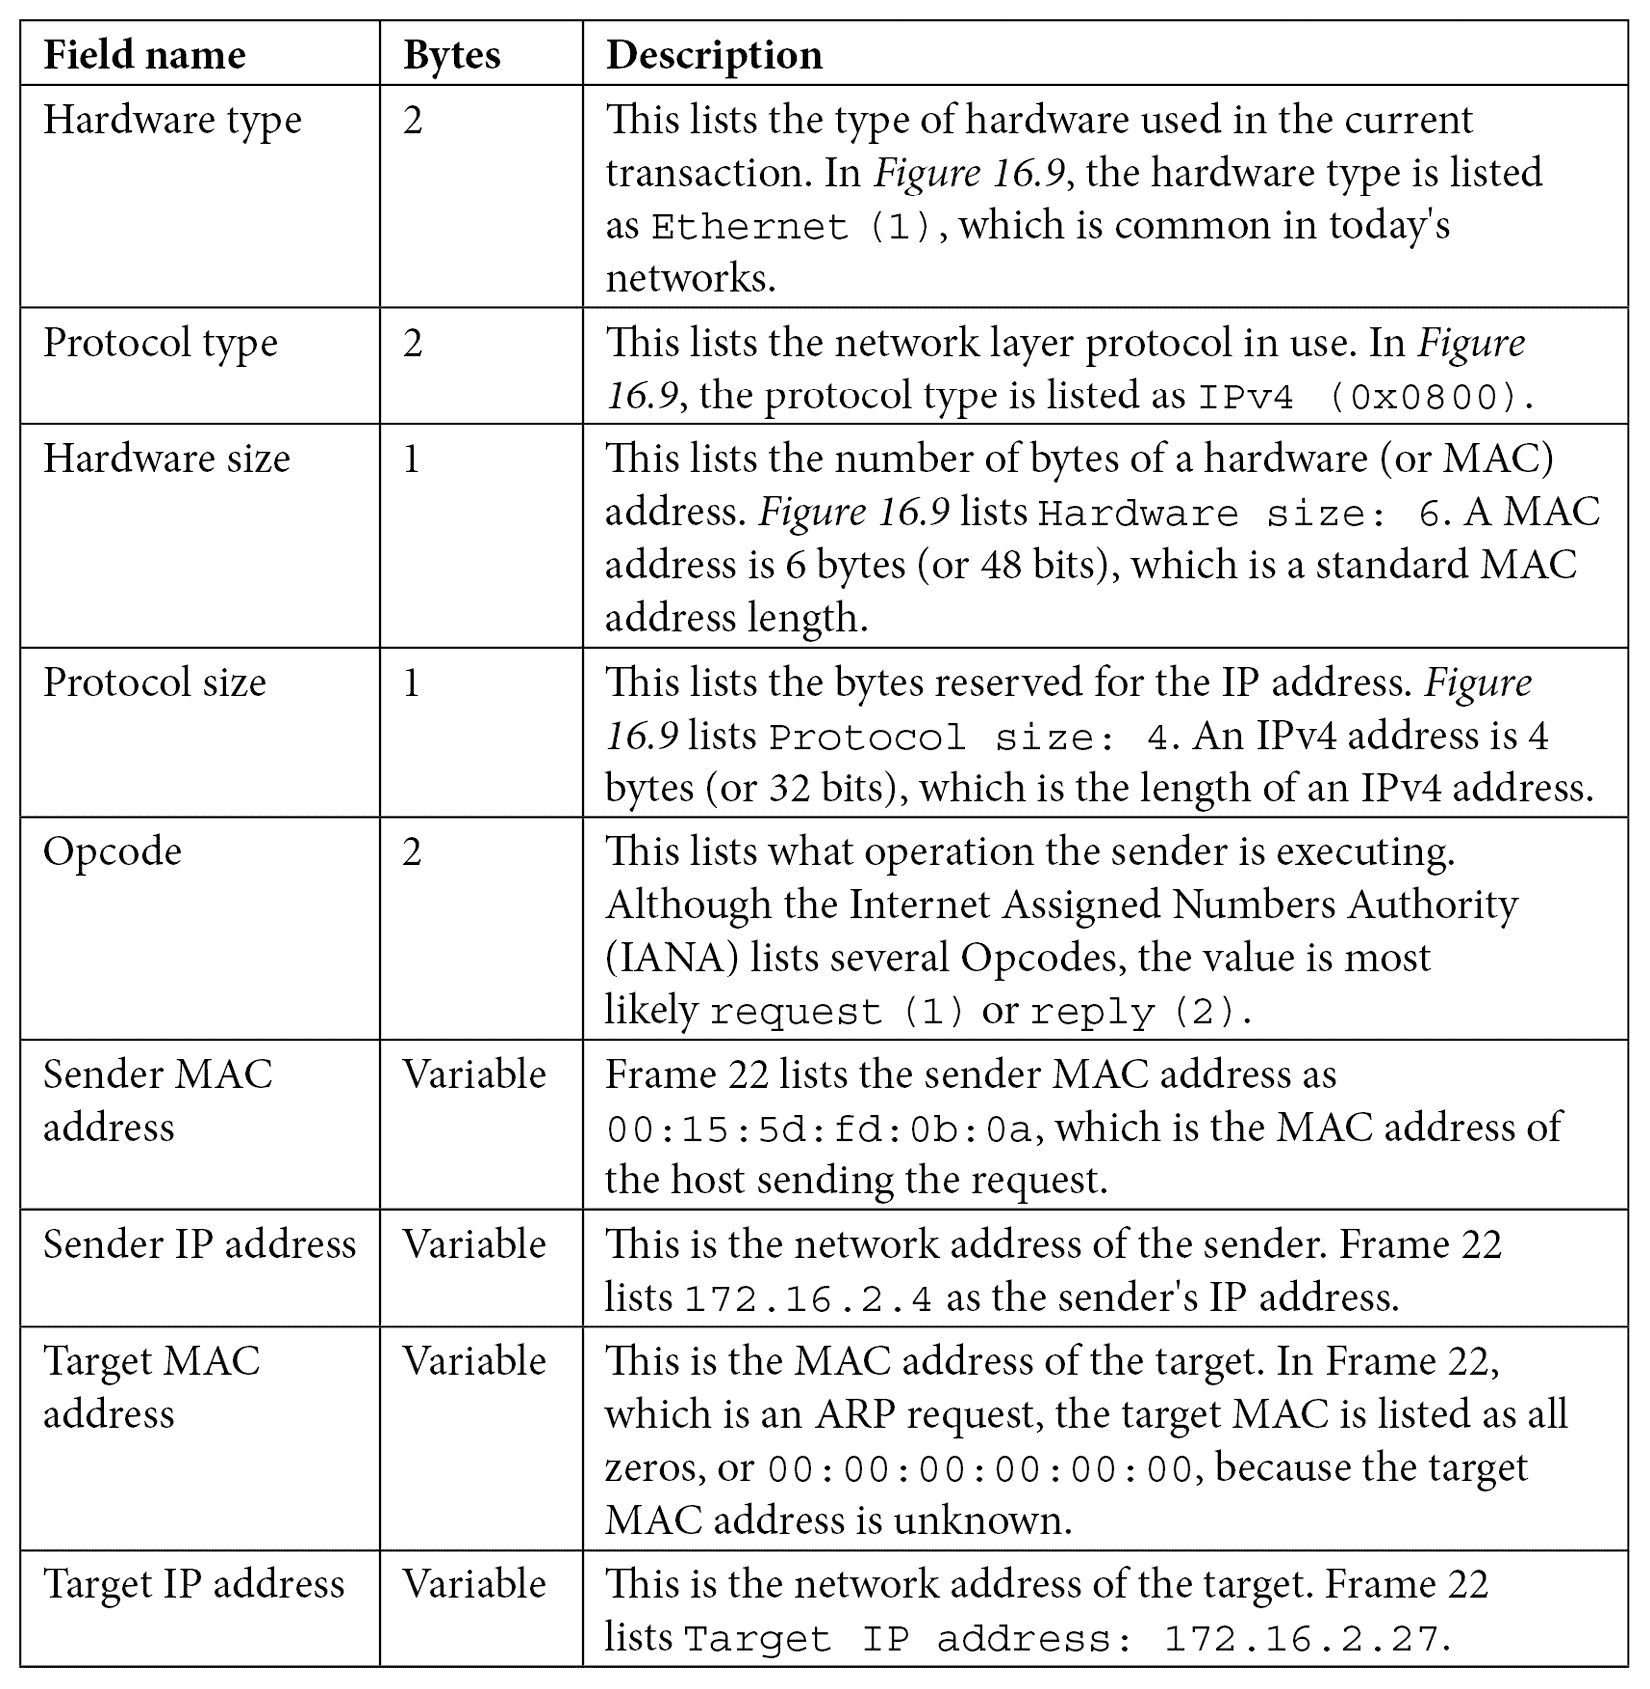 Field name Bytes Description
Hardware type 2 This lists the type of hardware used in the current
transaction. In Figure 16.9, the hardware type is listed
as Ethernet (1), which is common in today's
networks.
Protocol type 2 This lists the network layer protocol in use. In Figure
16.9, the protocol type is listed as IPv4 (0x0800).
Hardware size 1 This lists the number of bytes of a hardware (or MAC)
address. Figure 16.9 lists Hardware size: 6. A MAC
address is 6 bytes (or 48 bits), which is a standard MAC
address length.
Protocol size 1 This lists the bytes reserved for the IP address. Figure
16.9 lists Protocol size: 4. An IPv4 address is 4
bytes (or 32 bits), which is the length of an IPv4 address.
Opcode 2 This lists what operation the sender is executing.
Although the Internet Assigned Numbers Authority
(IANA) lists several Opcodes, the value is most
likely request (1) or reply (2).
Sender MAC Variable Frame 22 lists the sender MAC address as
address 00:15:5d:fd:0b:0a, which is the MAC address of
the host sending the request.
Sender IP address Variable This is the network address of the sender. Frame 22
lists 172.16.2.4 as the sender's IP address.
Target MAC Variable This is the MAC address of the target. In Frame 22,
address which is an ARP request, the target MAC is listed as all
zeros, or 00:00:00:00:00:00, because the target
MAC address is unknown.
Target IP address Variable This is the network address of the target. Frame 22
lists Target IP address: 172.16.2.27.